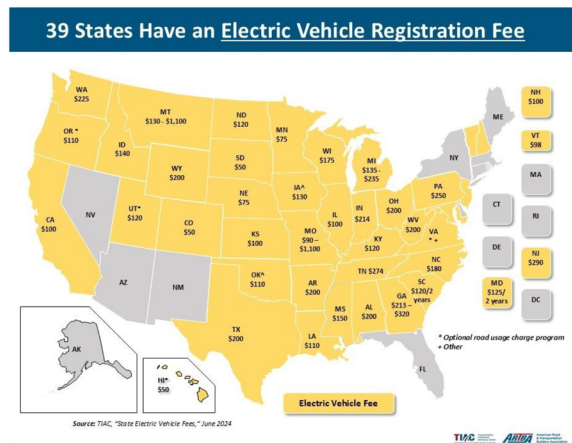 39 States Have an Electric Vehicle Registration Fee
WA
$225
OR *
$110
CA
$100
NV
ID
$140
MT
$130 - $1,100
WY
$200
UT*
$120
AZ
CO
$50
NM
ND
$120
SD
$50
NE
$75
KS
$100
OK^
$110
TX
$200
MN
$75
IA^
$130
MO
$90 –
$1,100
AR
$200
LA
$110
WI
$175
IL
$100
MI
$135 -
$235
IN
$214
OH
$200
KY
$120
TN $274
MS
$150
AL
$200
GA
$213 –
$320
SC
$120/2
years
NC
$180
VA
* +
WV
$200
PA
$250
NY
ME
FL
NH
$100
VT
$98
MA
CT
RI
DE
NJ
$290
MD
$125/
2 years
DC
AK
HI*
$50
* Optional road usage charge program
+ Other
Electric Vehicle Fee
Source: TIAC, "State Electric Vehicle Fees," June 2024
TIAC
ARTBA